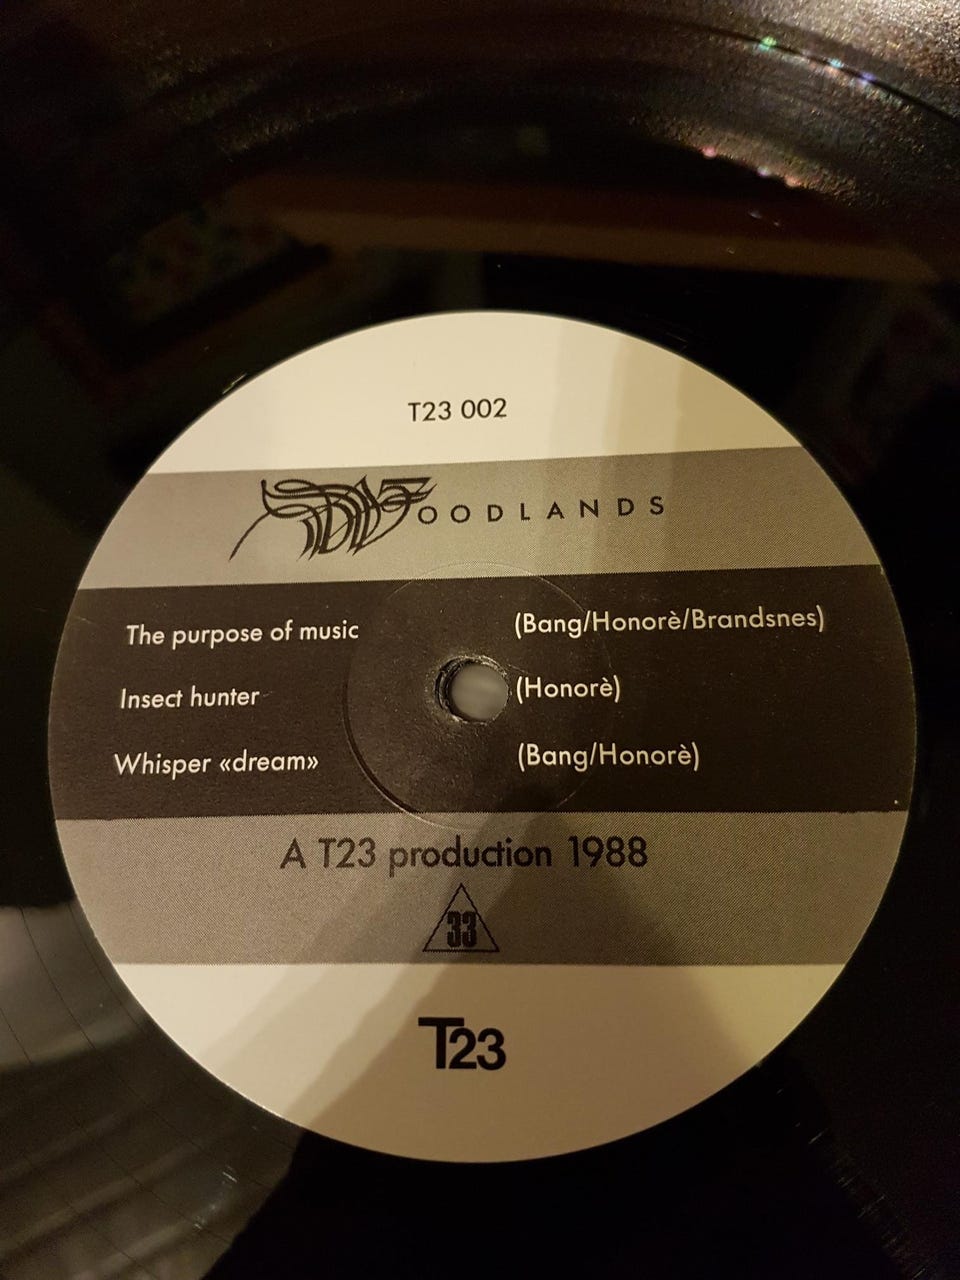 T23 002
OODLANDS
The purpose of music (Bang/Honorè/Brandsnes)
Insect hunter (Honorè)
Whisper «dream» (Bang/Honorè)
A T23 production 1988
33
T23